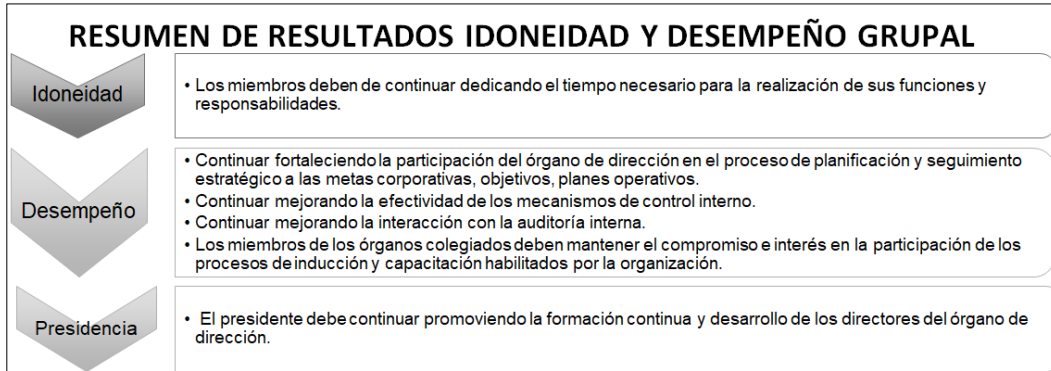 RESUMEN DE RESULTADOS IDONEIDAD Y DESEMPEÑO GRUPAL
Idoneidad
• Los miembros deben de continuar dedicando el tiempo necesario para la realización de sus funciones y
responsabilidades.
Desempeño
• Continuar fortaleciendo la participación del órgano de dirección en el proceso de planificación y seguimiento
estratégico a las metas corporativas, objetivos, planes operativos.
• Continuar mejorando la efectividad de los mecanismos de control interno.
• Continuar mejorando la interacción con la auditoría interna.
• Los miembros de los órganos colegiados deben mantener el compromiso e interés en la participación de los
procesos de inducción y capacitación habilitados por la organización.
Presidencia
• El presidente debe continuar promoviendo la formación continua y desarrollo de los directores del órgano de
dirección.